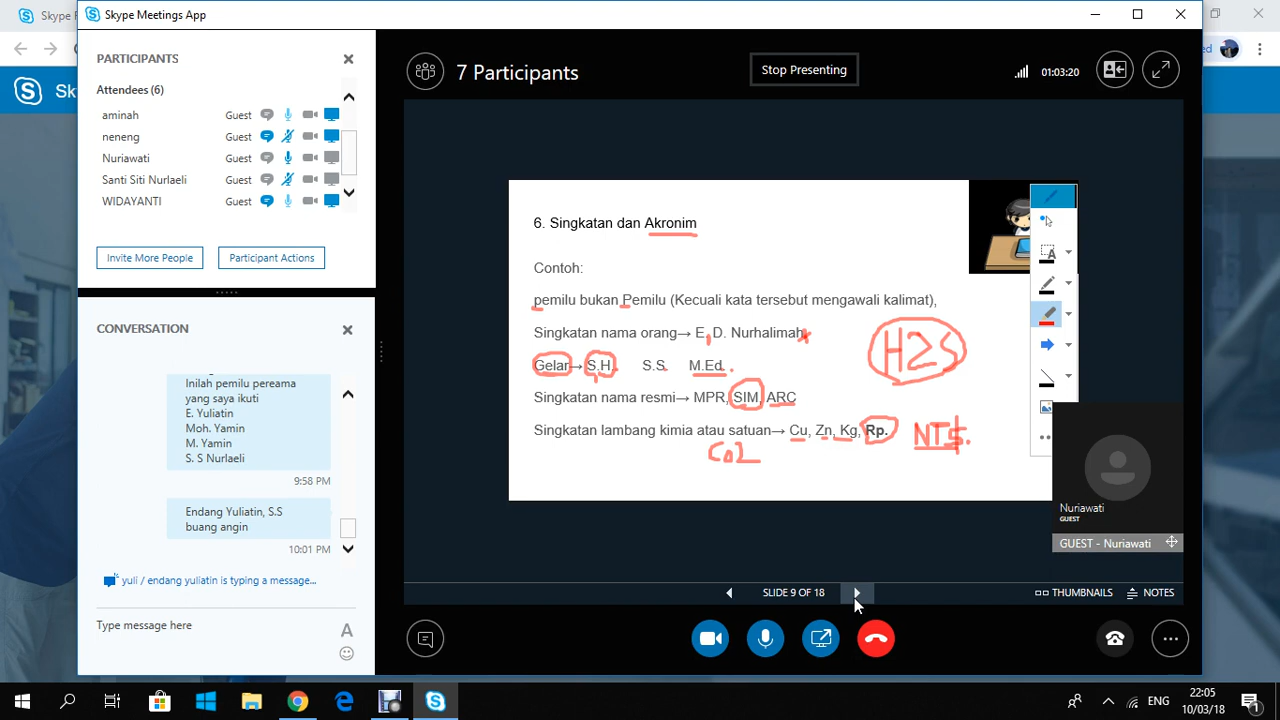 Skype
Skype Meetings App
Sk
ed
PARTICIPANTS
Attendees (6)
aminah Guest
neneng Guest
Nuriawati Guest
Santi Siti Nurlaeli Guest
WIDAYANTI Guest
Invite More People
Participant Actions
CONVERSATION
Inilah pemilu pereama
yang saya ikuti
E. Yuliatin
Moh. Yamin
M. Yamin
S. S Nurlaeli
9:58 PM
Endang Yuliatin, S.S
buang angin
10:01 PM
yuli / endang yuliatin is typing a message...
Type message here
A
7 Participants
Stop Presenting
01:03:20
6. Singkatan dan Akronim
Contoh:
pemilu bukan Pemilu (Kecuali kata tersebut mengawali kalimat),
Singkatan nama orang→ E. D. Nurhalimah
Gelar→ S.H. S.S. M.Ed.
H2S
Singkatan nama resmi→ MPR, SIM, ARC
Singkatan lambang kimia atau satuan→ Cu, Zn, Kg, Rp. NT$.
Co2
A
Nuriawati
GUEST
GUEST - Nuriawati
SLIDE 9 OF 18
THUMBNAILS
NOTES
ENG
22:05
10/03/18
1